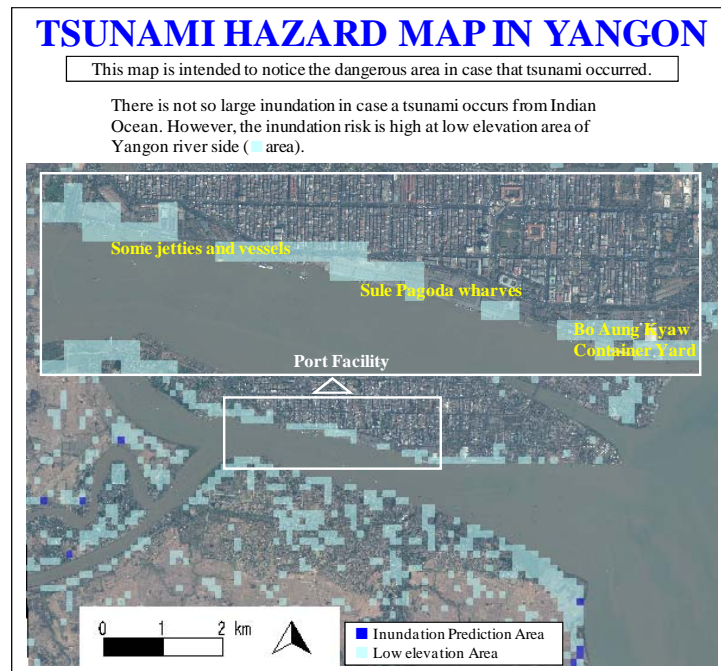 TSUNAMI HAZARD MAP IN YANGON
This map is intended to notice the dangerous area in case that tsunami occurred.
There is not so large inundation in case a tsunami occurs from Indian
Ocean. However, the inundation risk is high at low elevation area of
Yangon river side ( area).
Some jetties and vessels
Sule Pagoda wharves
Bo Aung Kyaw
Container Yard
Port Facility
0 1 2 km
Inundation Prediction Area
Low elevation Area